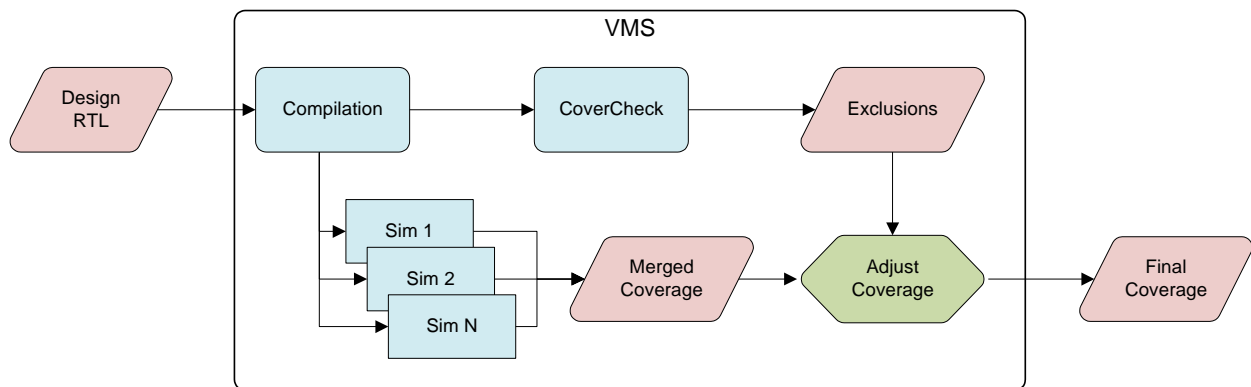 VMS
Design
RTL
Compilation
CoverCheck
Exclusions
Sim 1
Sim 2
Sim N
Merged
Coverage
Adjust
Coverage
Final
Coverage